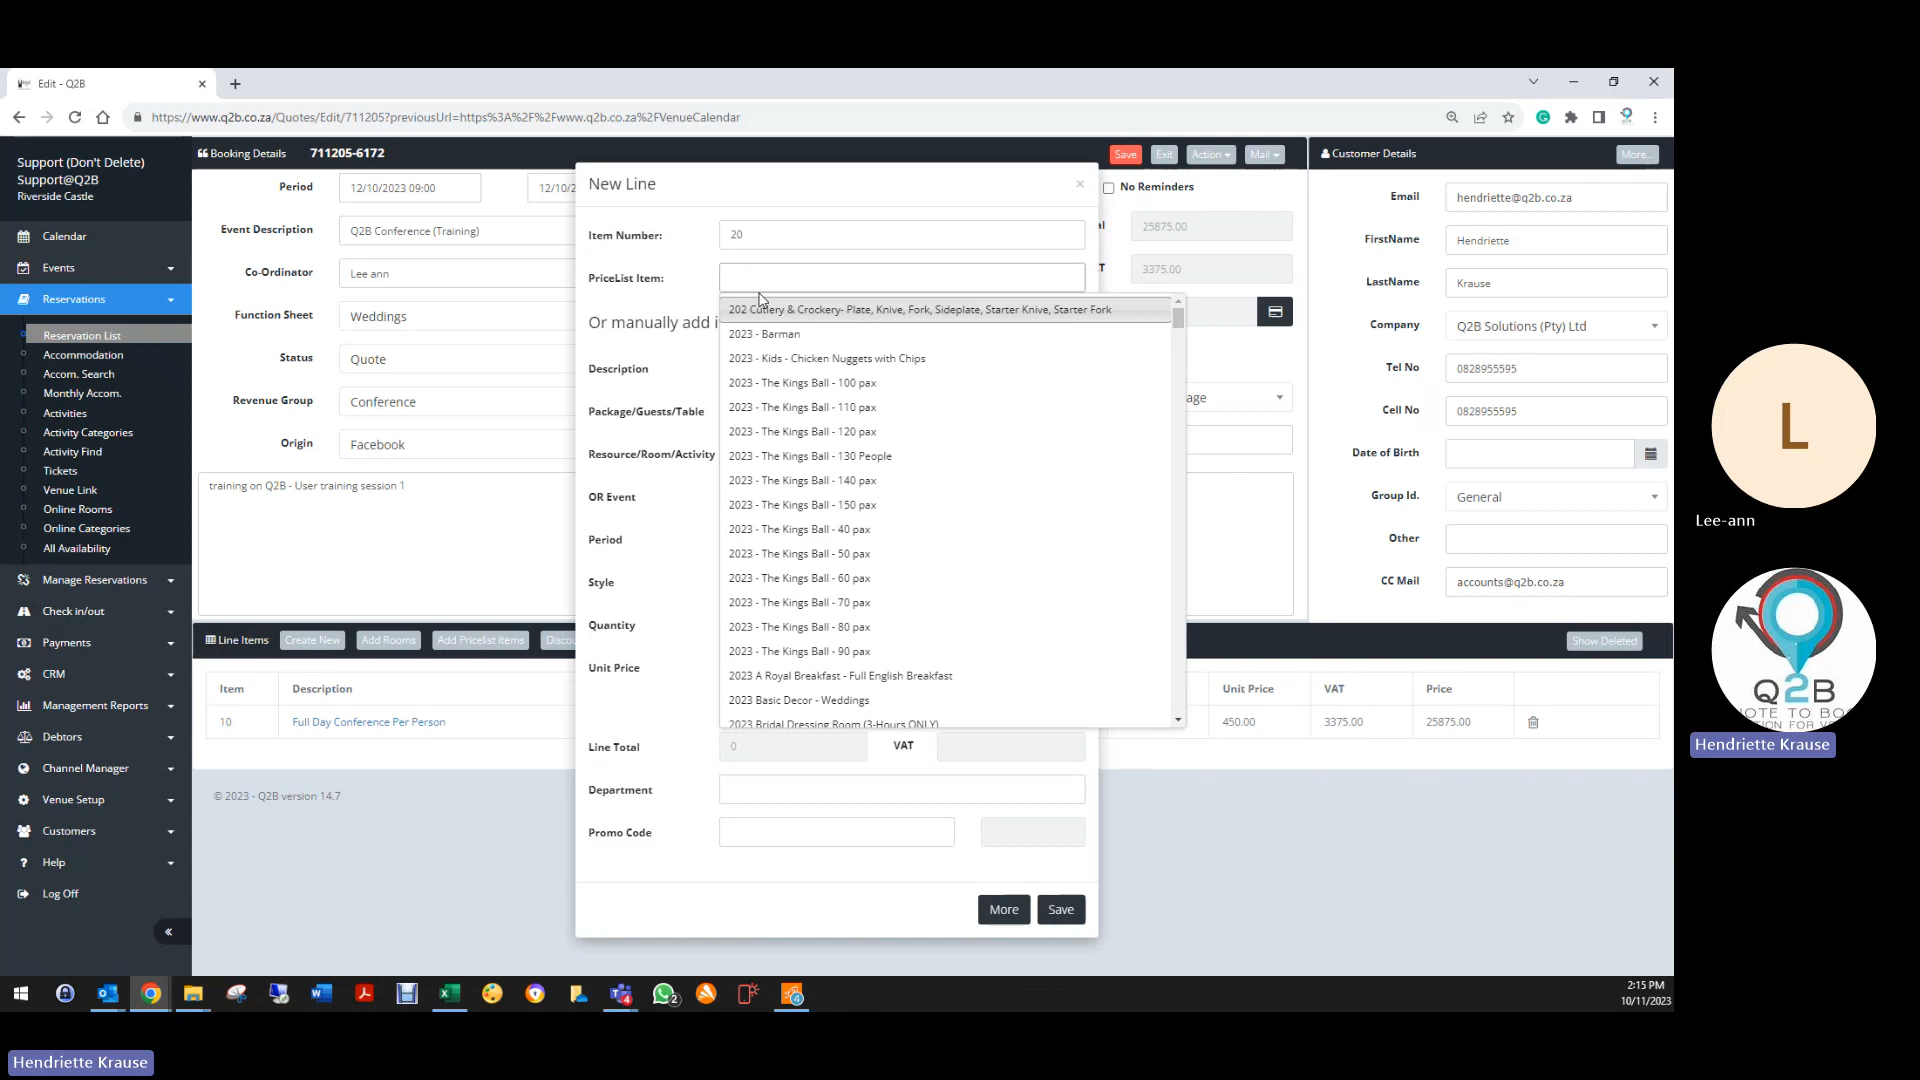 Edit - Q2B
https://www.q2b.co.za/Quotes/Edit/711205?previousUrl=https%3A%2F%2Fwww.q2b.co.za%2FVenueCalendar
Support (Don't Delete)
Support@Q2B
Riverside Castle
Calendar
Events
Reservations
Reservation List
Accommodation
Accom. Search
Monthly Accom.
Activities
Activity Categories
Activity Find
Tickets
Venue Link
Online Rooms
Online Categories
All Availability
Manage Reservations
Check in/out
Payments
CRM
Management Reports
Debtors
Channel Manager
Venue Setup
Customers
Help
Log Off
Booking Details 711205-6172
Save Exit Action Mail
Period 12/10/2023 09:00 12/10/2
Event Description Q2B Conference (Training)
Co-Ordinator Lee ann
Function Sheet Weddings
Status Quote
Revenue Group Conference
Origin Facebook
training on Q2B - User training session 1
No Reminders
al 25875.00
T 3375.00
age
New Line
×
Item Number: 20
PriceList Item:
Or manually add i
Description
Package/Guests/Table
Resource/Room/Activity
OR Event
Period
Style
Quantity
Unit Price
202 Cutlery & Crockery- Plate, Knive, Fork, Sideplate, Starter Knive, Starter Fork
2023 - Barman
2023 - Kids - Chicken Nuggets with Chips
2023 - The Kings Ball - 100 pax
2023 - The Kings Ball - 110 pax
2023 - The Kings Ball - 120 pax
2023 - The Kings Ball - 130 People
2023 - The Kings Ball - 140 pax
2023 - The Kings Ball - 150 pax
2023 - The Kings Ball - 40 pax
2023 - The Kings Ball - 50 pax
2023 - The Kings Ball - 60 pax
2023 - The Kings Ball - 70 pax
2023 - The Kings Ball - 80 pax
2023 - The Kings Ball - 90 pax
2023 A Royal Breakfast - Full English Breakfast
2023 Basic Decor - Weddings
2023 Bridal Dressing Room (3-Hours ONLY)
Line Total 0 VAT
Department
Promo Code
More Save
Customer Details More...
Email hendriette@q2b.co.za
FirstName Hendriette
LastName Krause
Company Q2B Solutions (Pty) Ltd
Tel No 0828955595
Cell No 0828955595
Date of Birth
Group Id. General
Other
CC Mail accounts@q2b.co.za
Line Items Create New Add Rooms Add Pricelist Items Discou
Show Deleted
Item Description Unit Price VAT Price
10 Full Day Conference Per Person 450.00 3375.00 25875.00
© 2023 - Q2B version 14.7
2:15 PM
10/11/2023
L
Lee-ann
Q2B
Hendriette Krause
Hendriette Krause